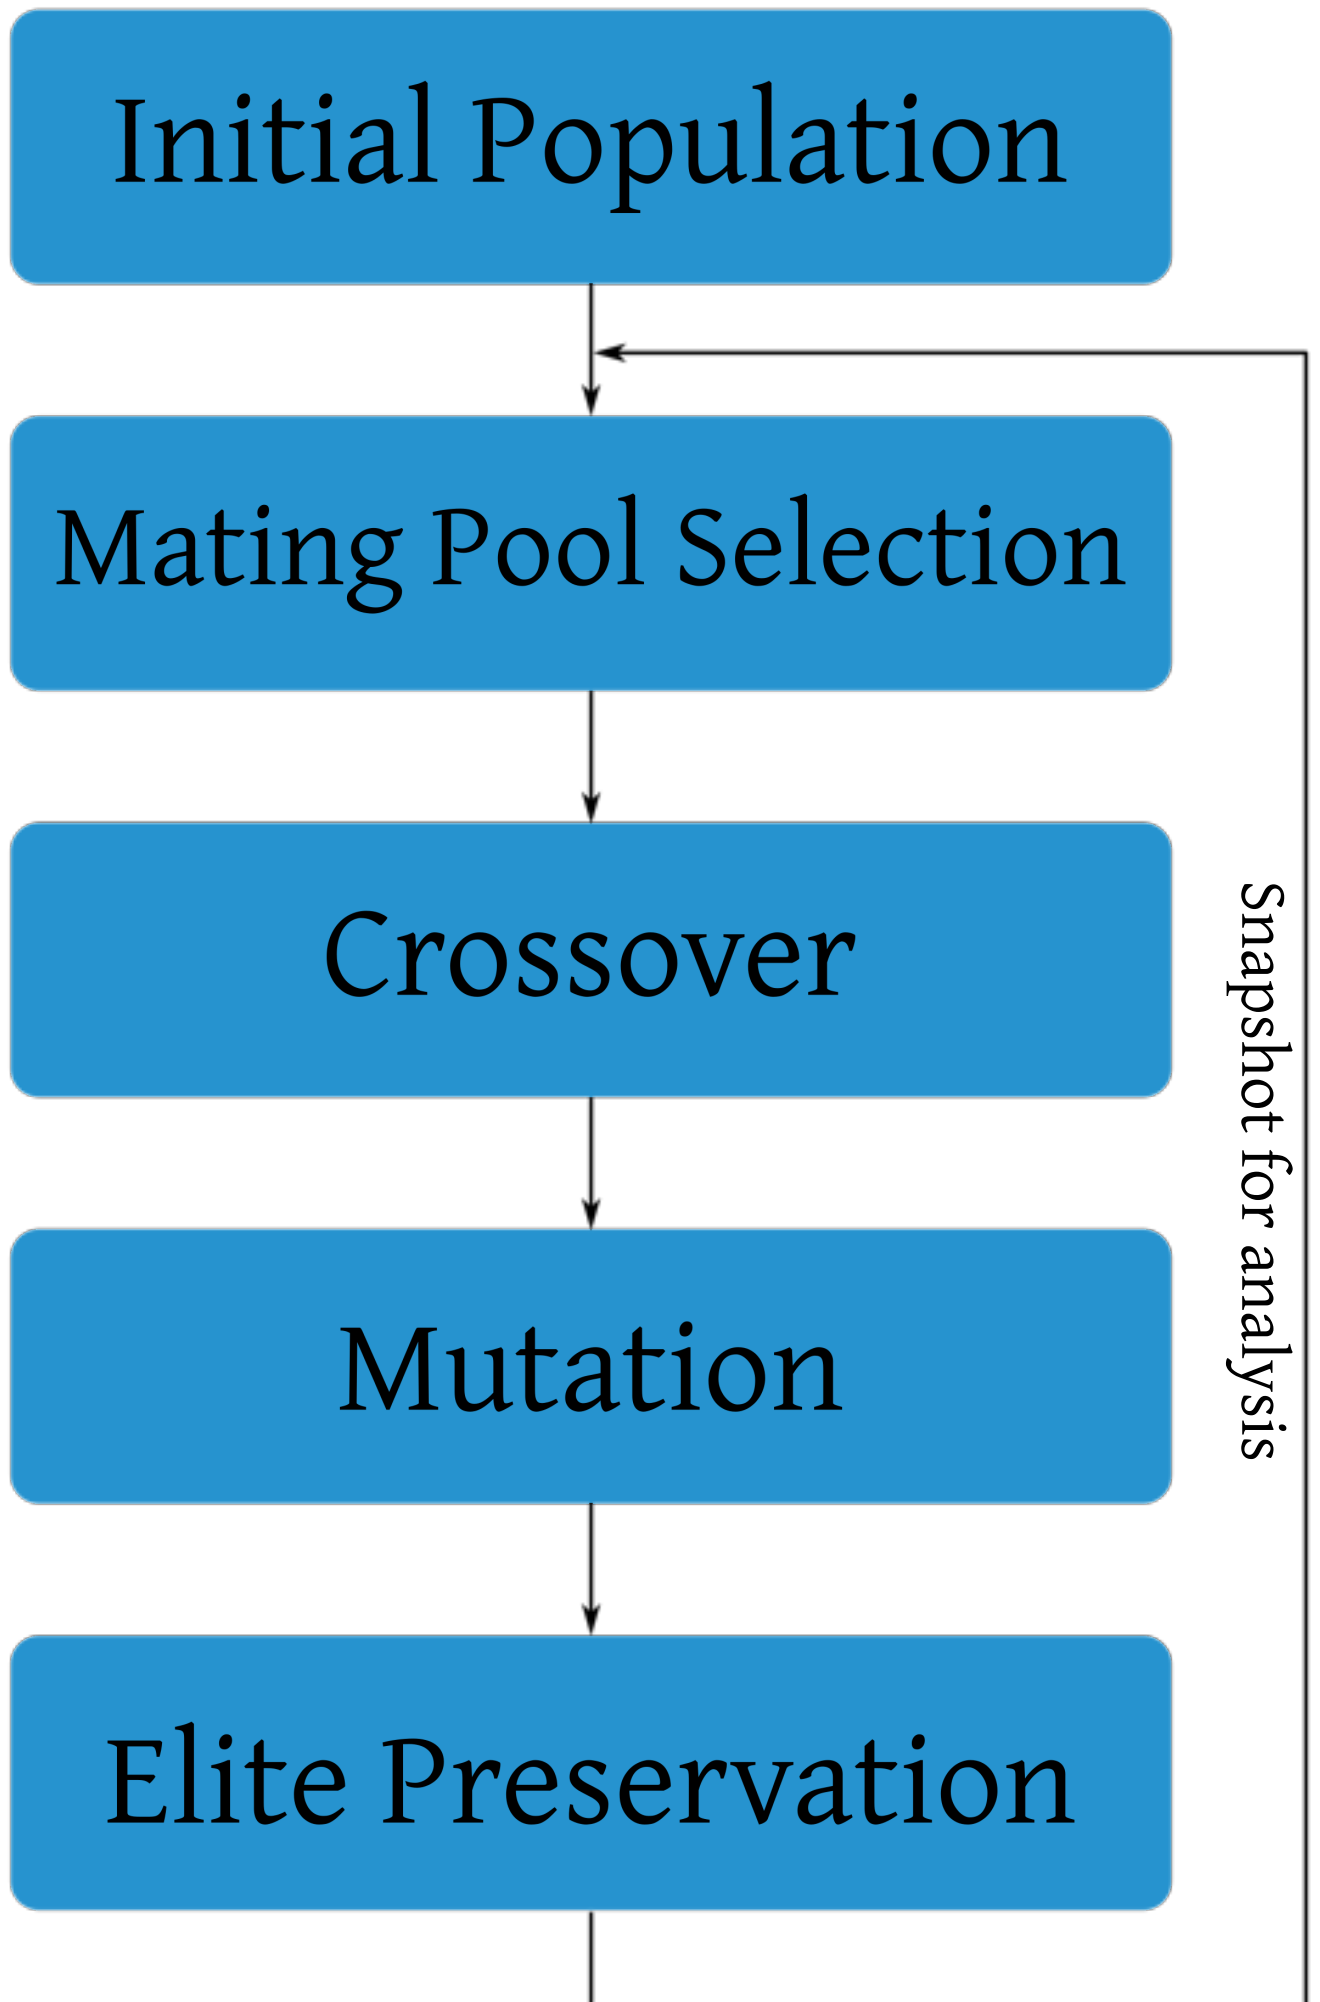 Initial Population
Mating Pool Selection
Crossover
Mutation
Elite Preservation
Snapshot for analysis